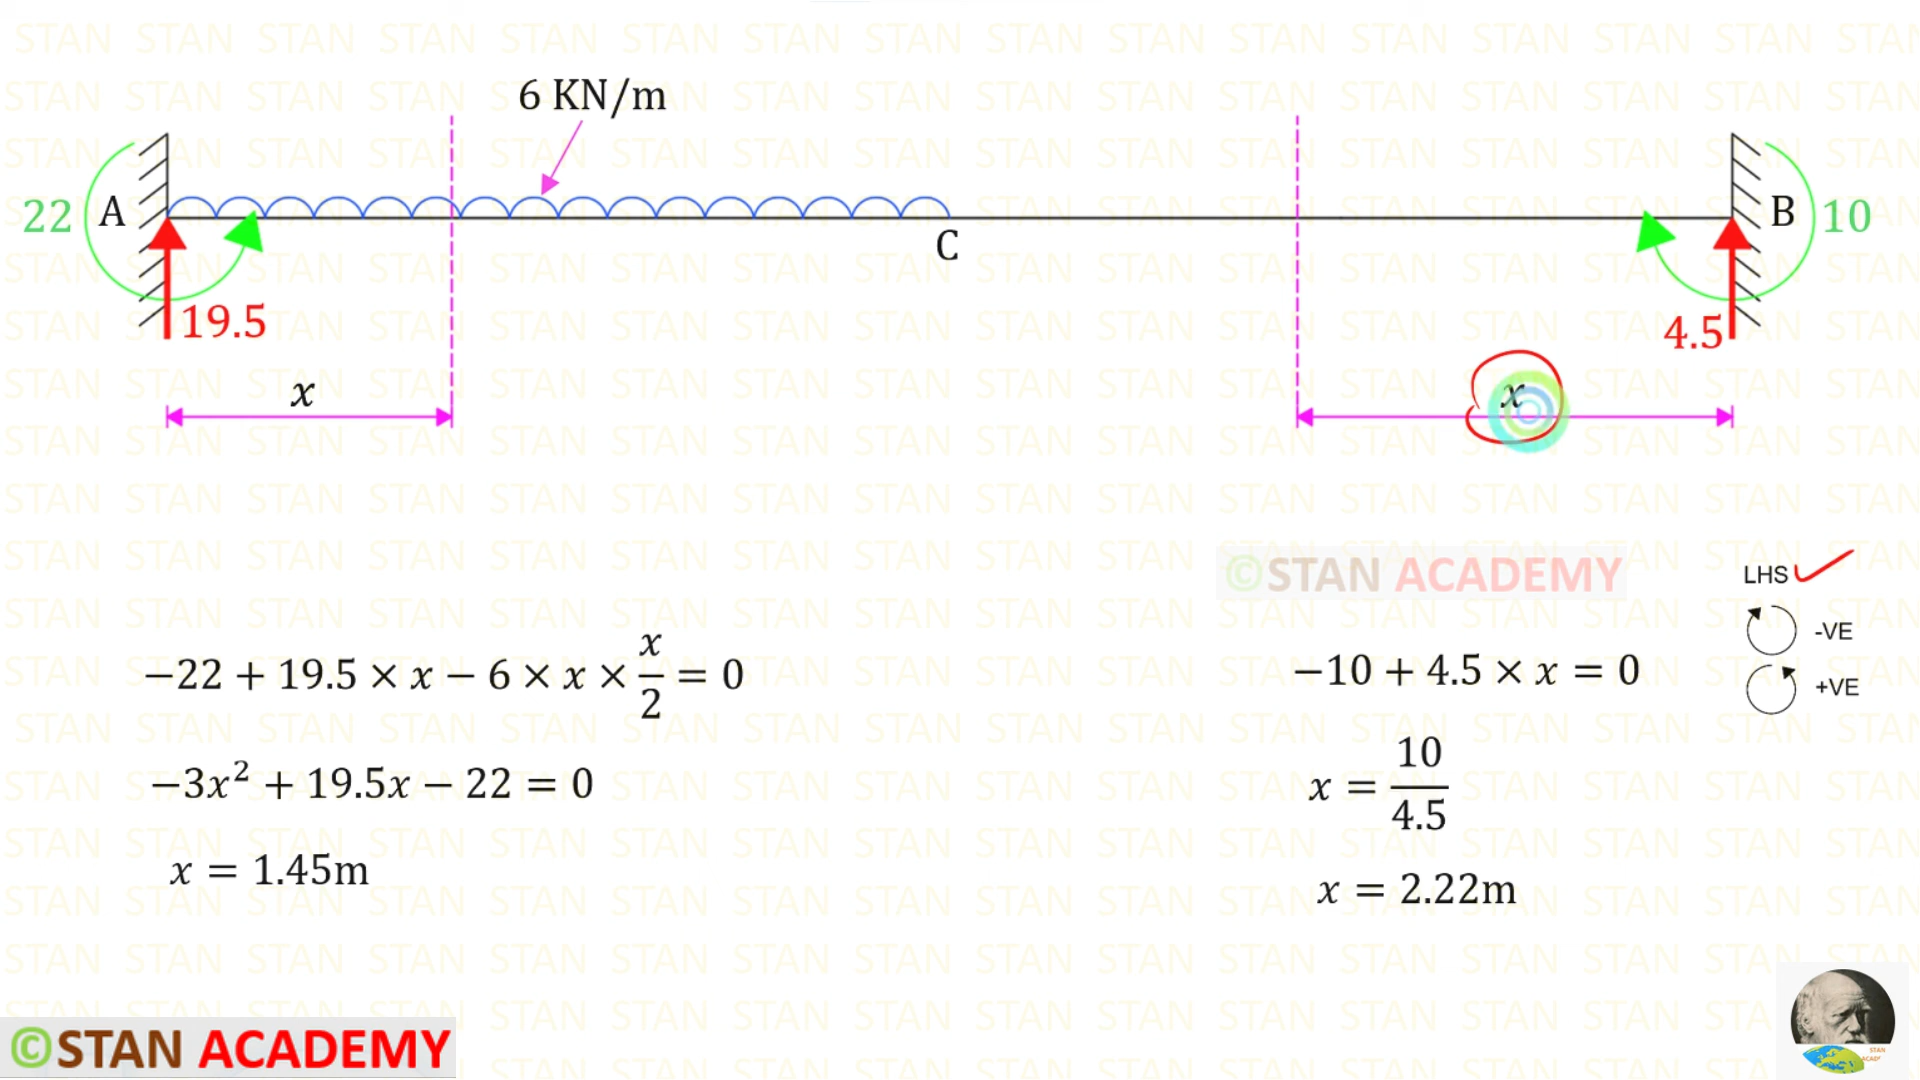 6 KN/m
22
A
B
10
C
19.5
4.5
x
x
©STAN ACADEMY
LHS
-VE
+VE
−22 + 19.5 × x − 6 × x × x/2 = 0
−3x² + 19.5x − 22 = 0
x = 1.45m
−10 + 4.5 × x = 0
x = 10/4.5
x = 2.22m
©STAN ACADEMY